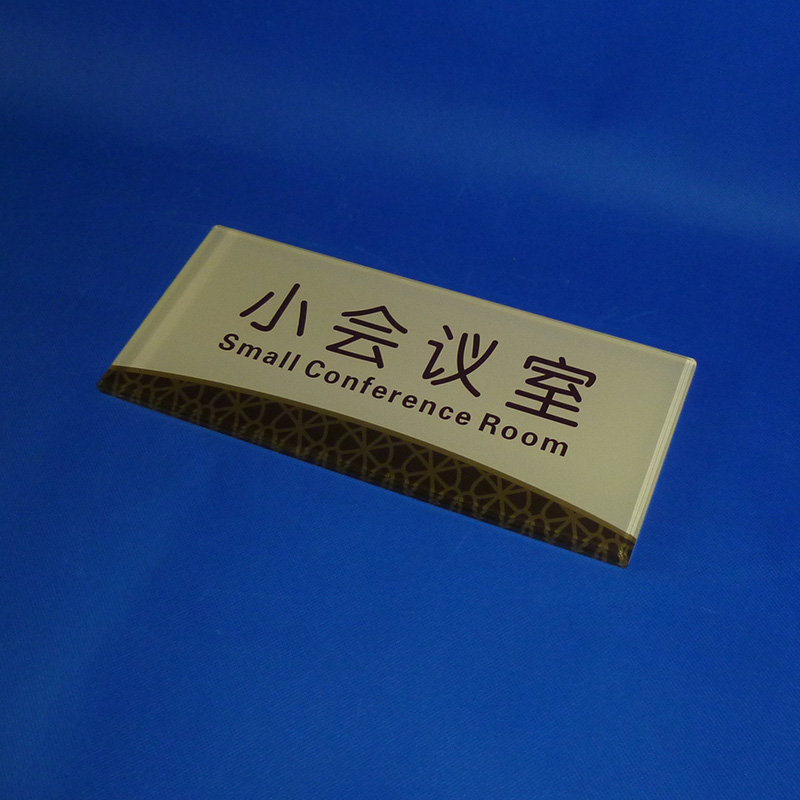 小会议室
Small Conference Room